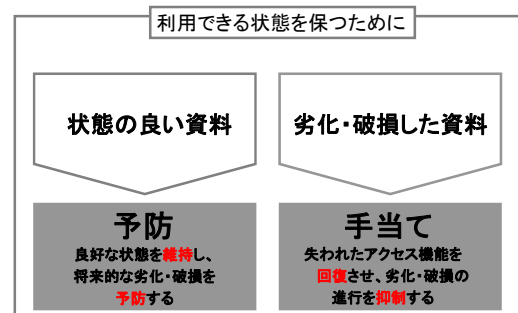 利用できる状態を保つために
状態の良い資料
劣化・破損した資料
予防
良好な状態を維持し、
将来的な劣化・破損を
予防する
手当て
失われたアクセス機能を
回復させ、劣化・破損の
進行を抑制する